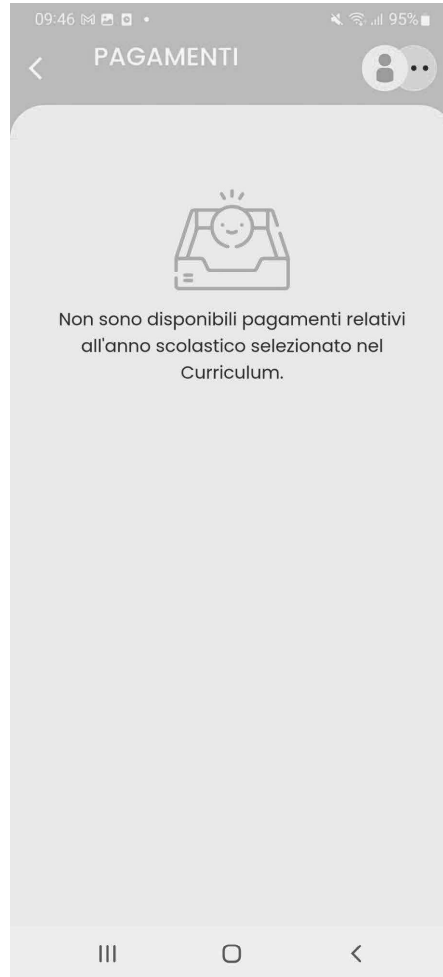 09:46
95%
PAGAMENTI
Non sono disponibili pagamenti relativi
all'anno scolastico selezionato nel
Curriculum.